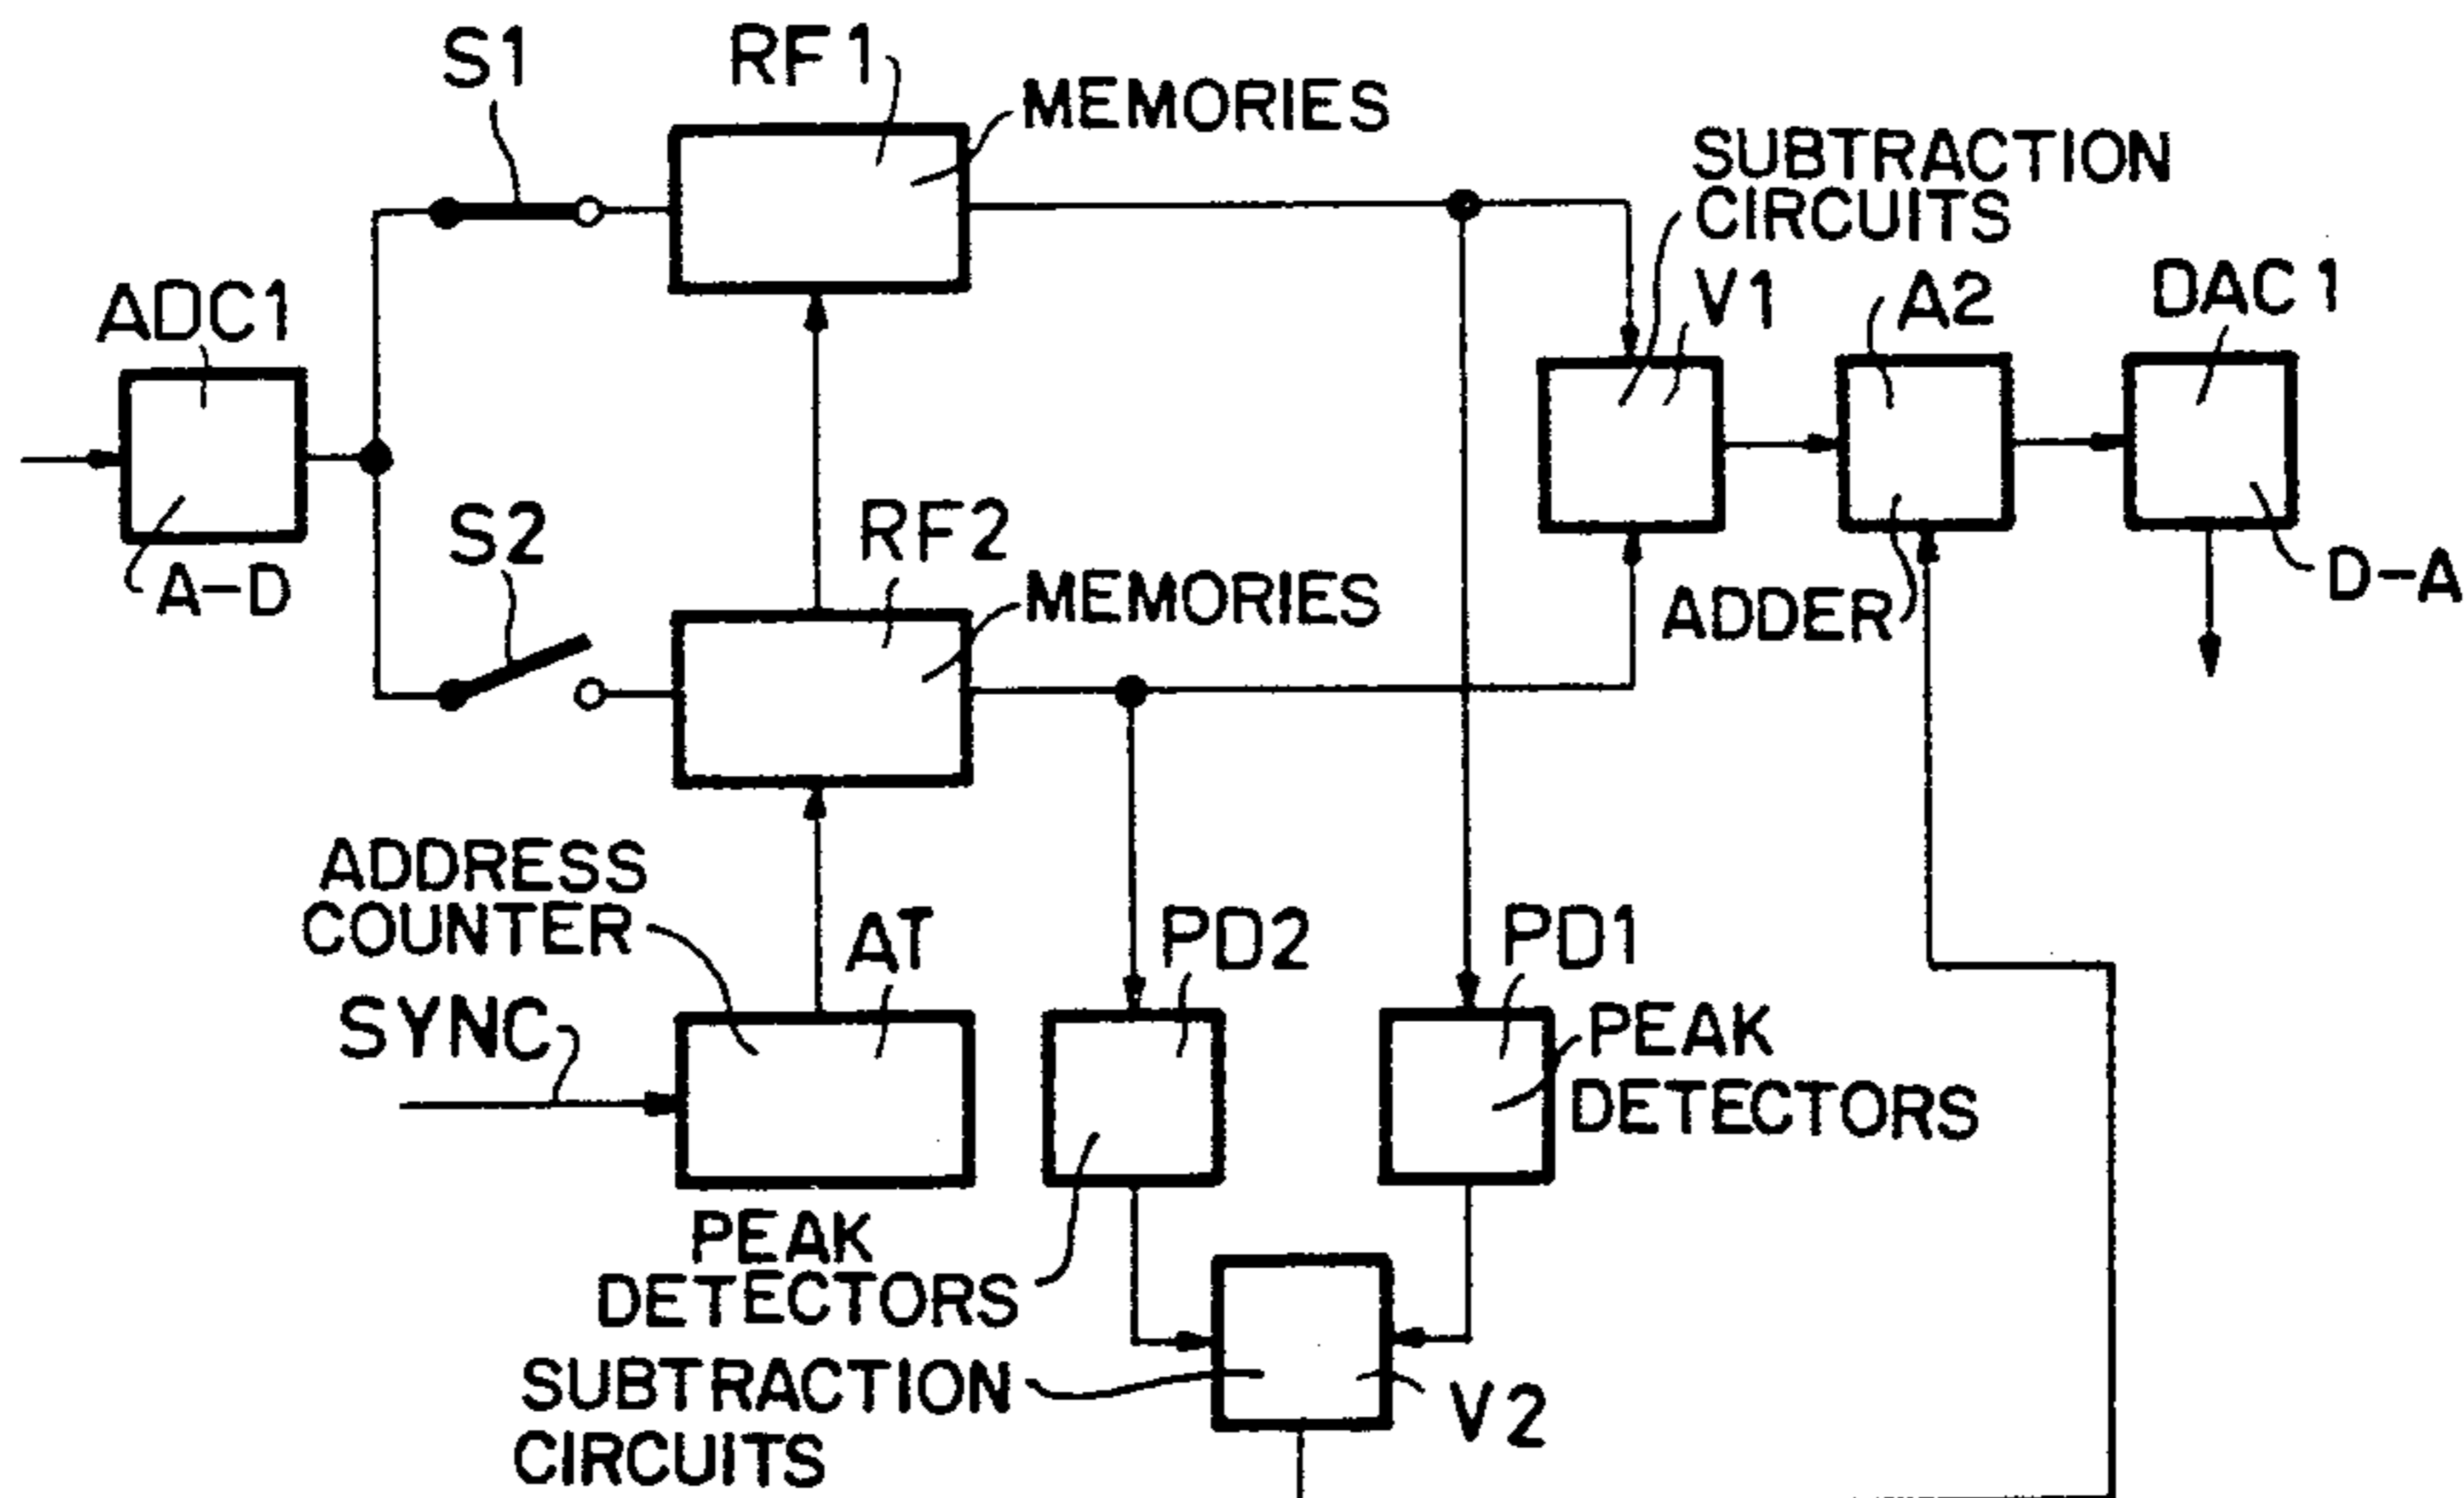 S1
RF1
MEMORIES
SUBTRACTION
CIRCUITS
V1
A2
DAC1
ADC1
A-D
S2
RF2
MEMORIES
ADDER
D-A
ADDRESS
COUNTER
AT
PD2
PD1
SYNC
PEAK
DETECTORS
PEAK
DETECTORS
SUBTRACTION
CIRCUITS
V2